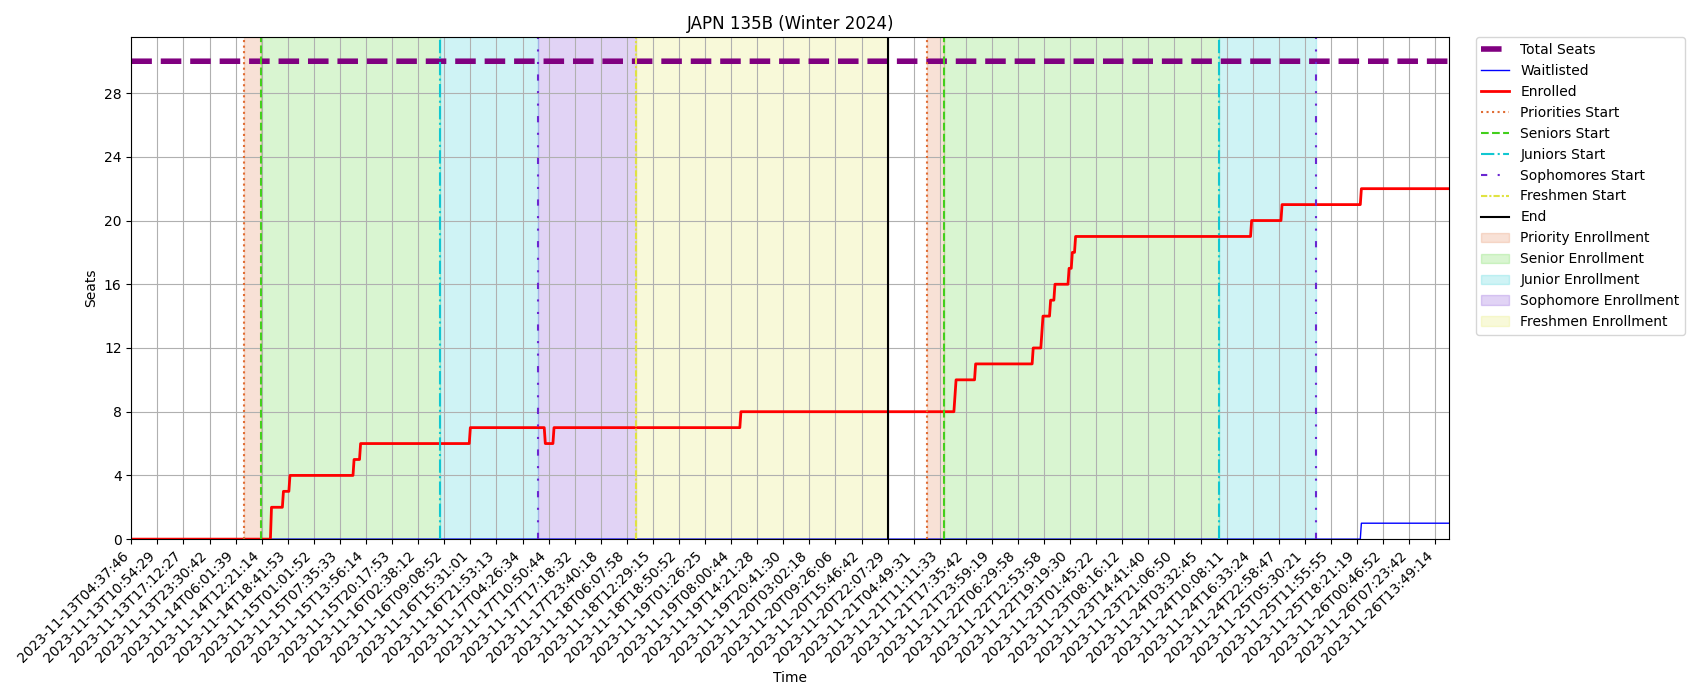 JAPN 135B (Winter 2024)
Seats
28
24
20
16
12
8
4
0
2023-11-13T04:37:46
2023-11-13T10:54:29
2023-11-13T17:12:27
2023-11-13T23:30:42
2023-11-14T06:01:39
2023-11-14T12:21:14
2023-11-14T18:41:53
2023-11-15T01:01:52
2023-11-15T07:35:33
2023-11-15T13:56:14
2023-11-15T20:17:53
2023-11-16T02:38:12
2023-11-16T09:08:52
2023-11-16T15:31:01
2023-11-16T21:53:13
2023-11-17T04:26:34
2023-11-17T10:50:44
2023-11-17T17:18:32
2023-11-17T23:40:18
2023-11-18T06:07:58
2023-11-18T12:29:15
2023-11-18T18:50:52
2023-11-19T01:26:25
2023-11-19T08:00:44
2023-11-19T14:21:28
2023-11-19T20:41:30
2023-11-20T03:02:18
2023-11-20T09:26:06
2023-11-20T15:46:42
2023-11-20T22:07:29
2023-11-21T04:49:31
2023-11-21T11:11:33
2023-11-21T17:35:42
2023-11-21T23:59:19
2023-11-22T06:29:58
2023-11-22T12:53:58
2023-11-22T19:19:30
2023-11-23T01:45:22
2023-11-23T08:16:12
2023-11-23T14:41:40
2023-11-23T21:06:50
2023-11-24T03:32:45
2023-11-24T10:08:11
2023-11-24T16:33:24
2023-11-24T22:58:47
2023-11-25T05:30:21
2023-11-25T11:55:55
2023-11-25T18:21:19
2023-11-26T00:46:52
2023-11-26T07:23:42
2023-11-26T13:49:14
Time
Total Seats
Waitlisted
Enrolled
Priorities Start
Seniors Start
Juniors Start
Sophomores Start
Freshmen Start
End
Priority Enrollment
Senior Enrollment
Junior Enrollment
Sophomore Enrollment
Freshmen Enrollment